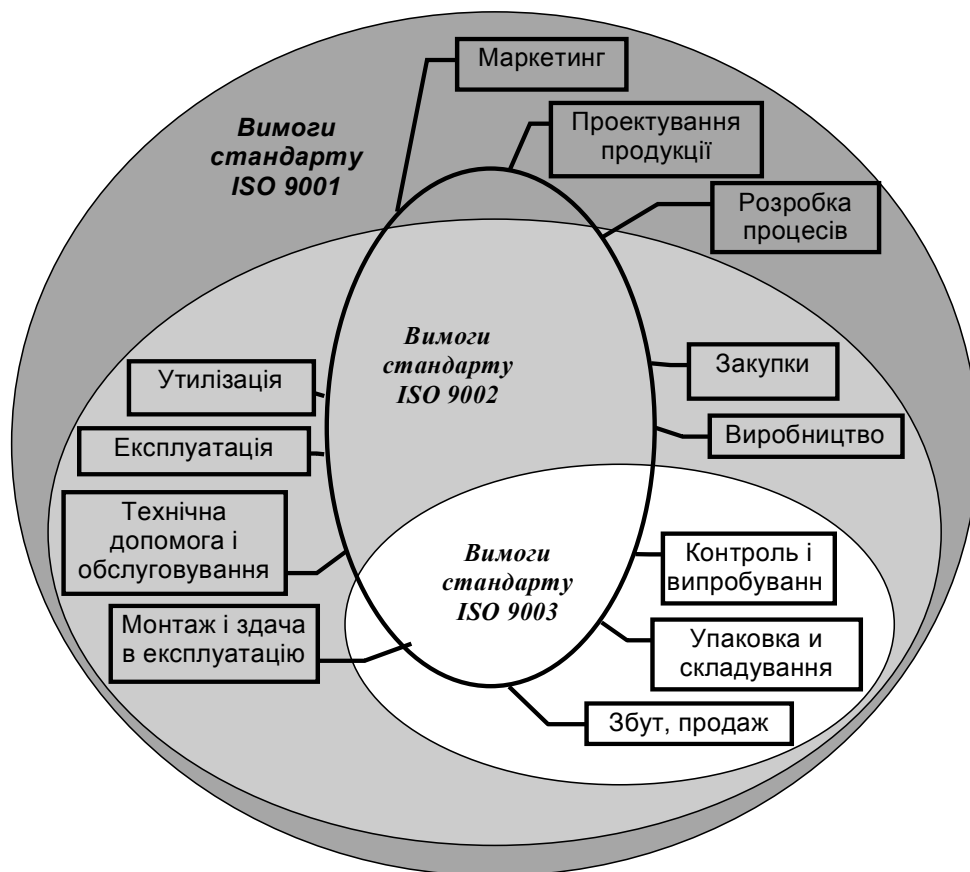 Маркетинг
Вимоги
стандарту
ISO 9001
Проектування
продукції
Розробка
процесів
Вимоги
стандарту
ISO 9002
Утилізація
Закупки
Експлуатація
Виробництво
Технічна
допомога і
обслуговування
Вимоги
стандарту
ISO 9003
Контроль і
випробуванн
Монтаж і здача
в експлуатацію
Упаковка и
складування
Збут, продаж